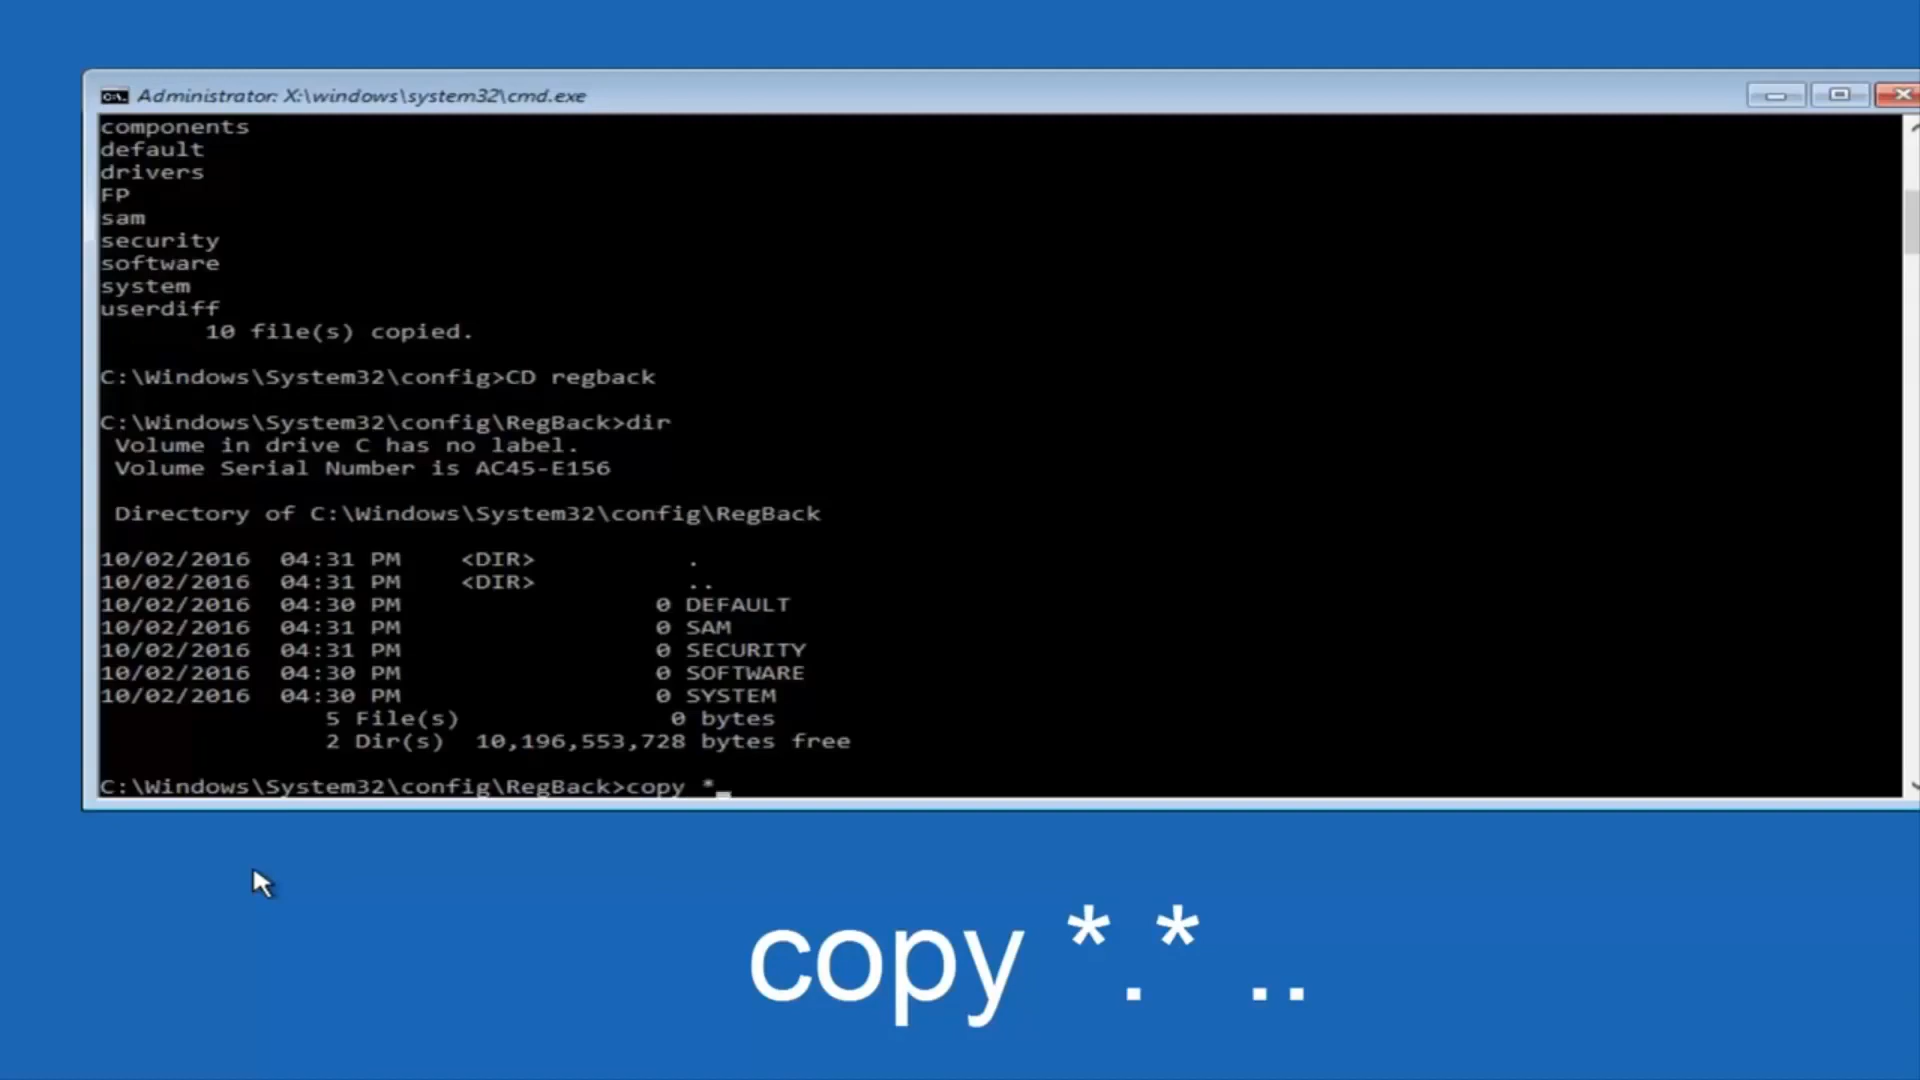 Administrator: X:\windows\system32\cmd.exe
components
default
drivers
FP
sam
security
software
system
userdiff
10 file(s) copied.
C:\Windows\System32\config>CD regback
C:\Windows\System32\config\RegBack>dir
Volume in drive C has no label.
Volume Serial Number is AC45-E156
Directory of C:\Windows\System32\config\RegBack
10/02/2016 04:31 PM <DIR> .
10/02/2016 04:31 PM <DIR> ..
10/02/2016 04:30 PM 0 DEFAULT
10/02/2016 04:31 PM 0 SAM
10/02/2016 04:31 PM 0 SECURITY
10/02/2016 04:30 PM 0 SOFTWARE
10/02/2016 04:30 PM 0 SYSTEM
5 File(s) 0 bytes
2 Dir(s) 10,196,553,728 bytes free
C:\Windows\System32\config\RegBack>copy *_
copy *.* ..